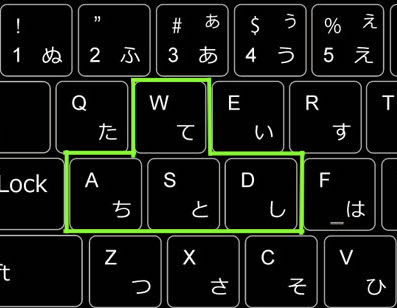 ! " # ぁ $ ぅ % ぇ
1 ぬ 2 ふ 3 あ 4 う 5 え
Q た W て E い R す T
Lock A ち S と D し F _は
ft Z つ X さ C そ V ひ